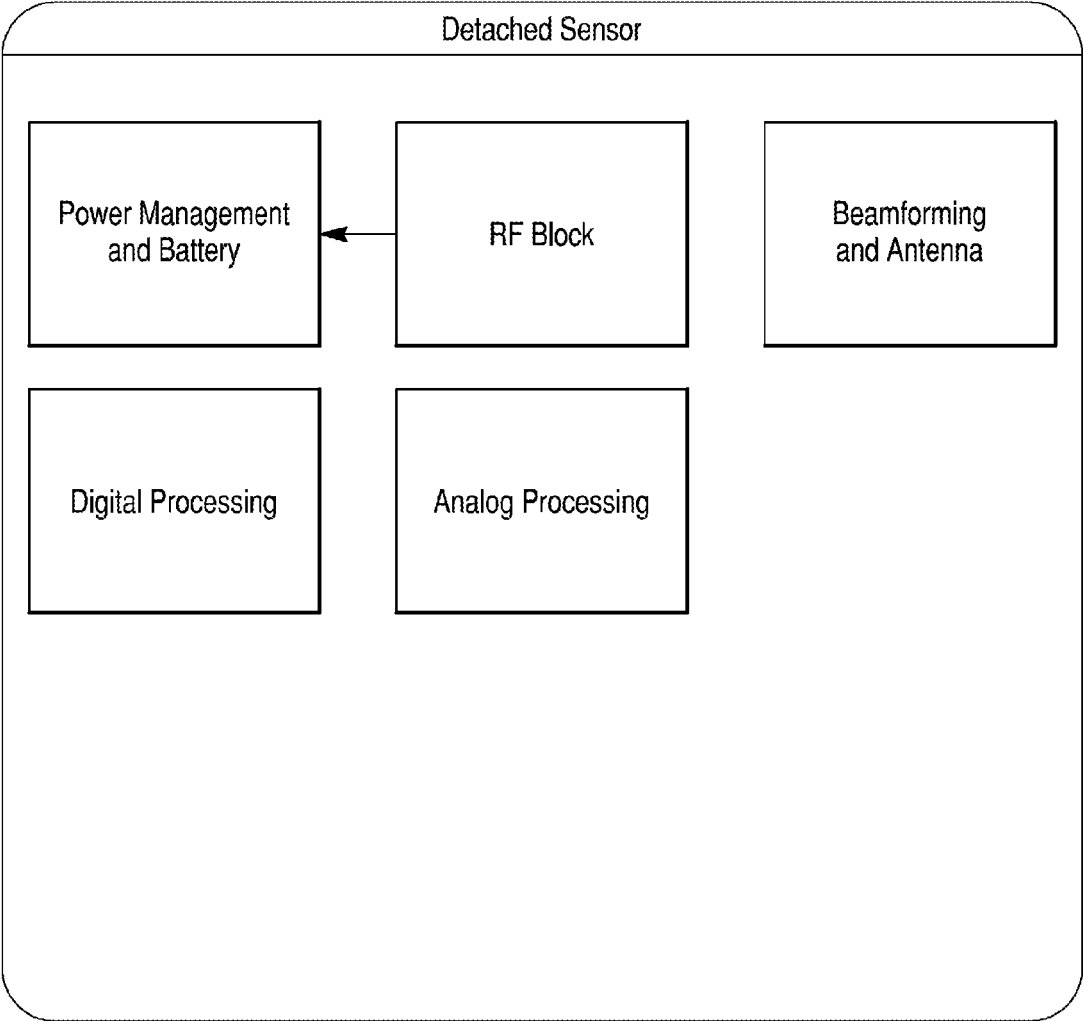 Detached Sensor
Power Management
and Battery
RF Block
Beamforming
and Antenna
Digital Processing
Analog Processing